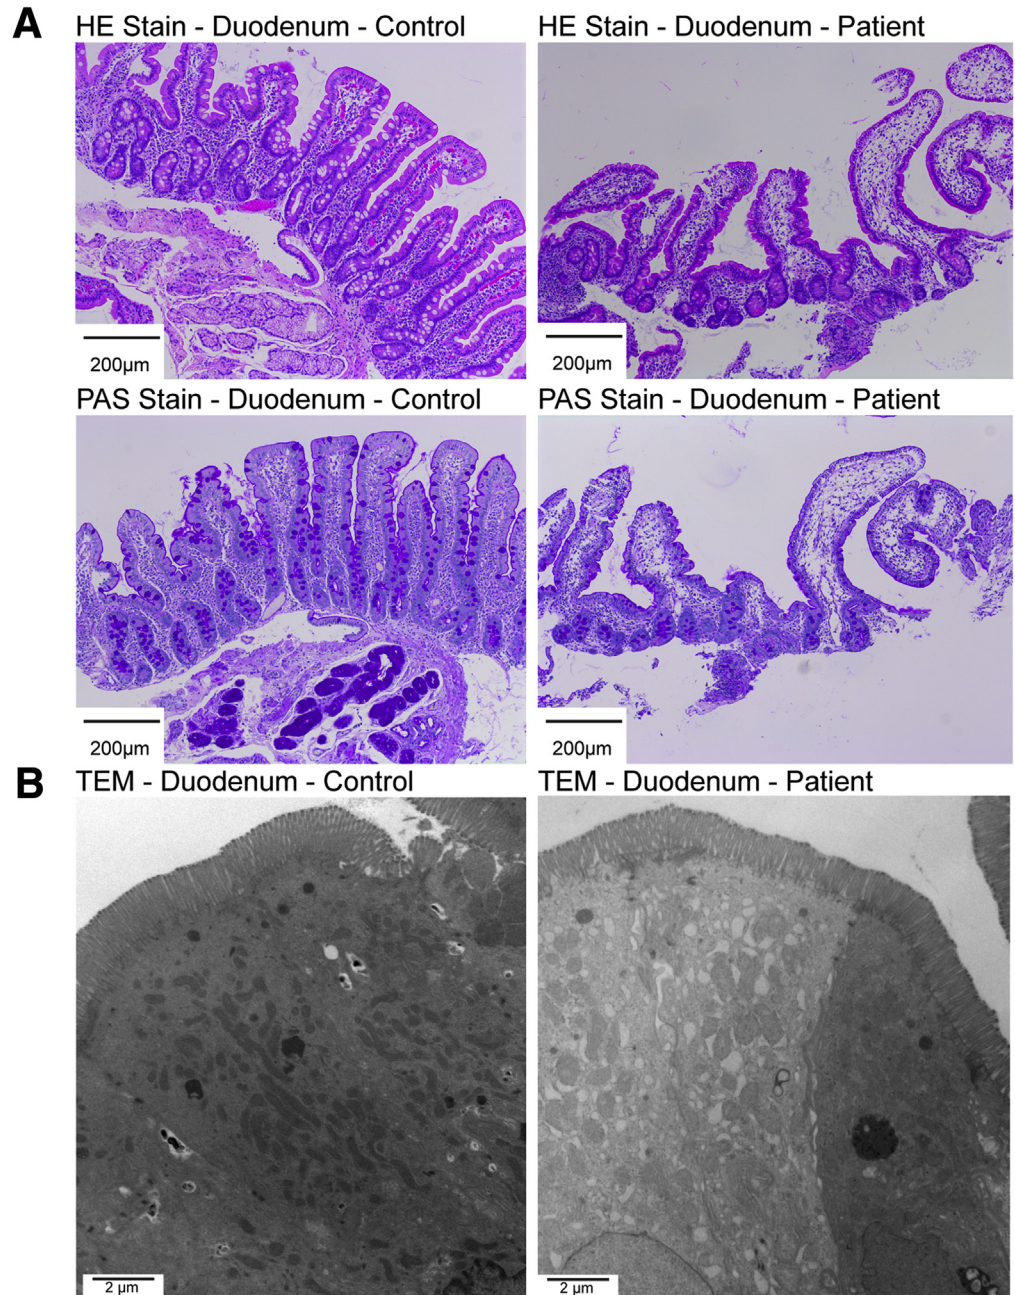 A
HE Stain - Duodenum - Control
HE Stain - Duodenum - Patient
200µm
200µm
PAS Stain - Duodenum - Control
PAS Stain - Duodenum - Patient
200µm
200µm
B
TEM - Duodenum - Control
TEM - Duodenum - Patient
2 µm
2 µm